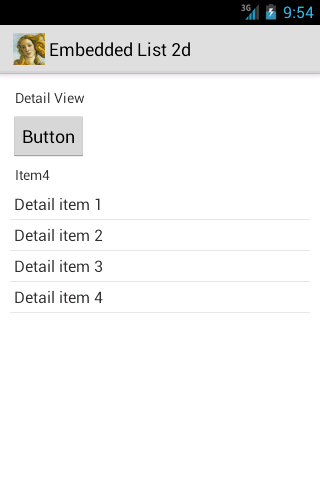 3G 9:54
Embedded List 2d
Detail View
Button
Item4
Detail item 1
Detail item 2
Detail item 3
Detail item 4